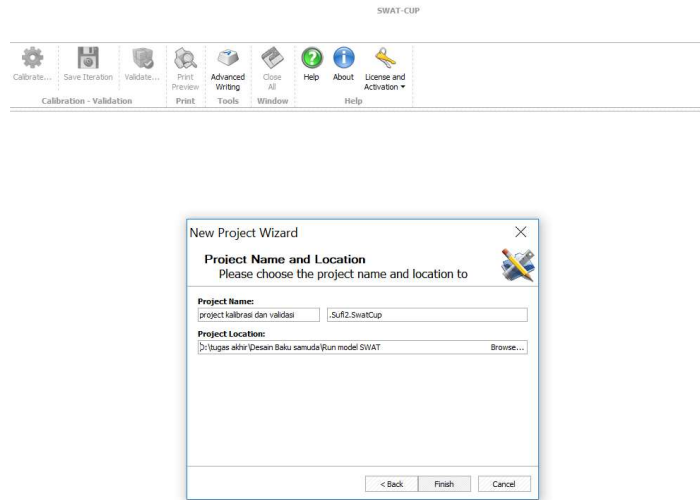 SWAT-CUP
Calibrate... Save Iteration Validate... Print Preview Advanced Writing Close All Help About License and Activation
Calibration - Validation Print Tools Window Help
New Project Wizard
Project Name and Location
Please choose the project name and location to
Project Name:
project kalibrasi dan validasi .Sufi2.SwatCup
Project Location:
D:\tugas akhir\Desain Baku samuda\Run model SWAT Browse...
< Back Finish Cancel